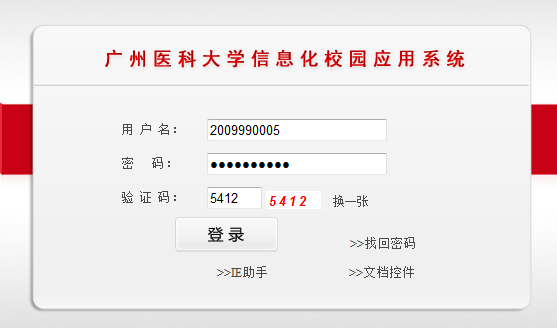 广州医科大学信息化校园应用系统
用 户 名： 2009990005
密 码： ●●●●●●●●●●
验 证 码： 5412 5412 换一张
登 录 >>找回密码
>>IE助手 >>文档控件